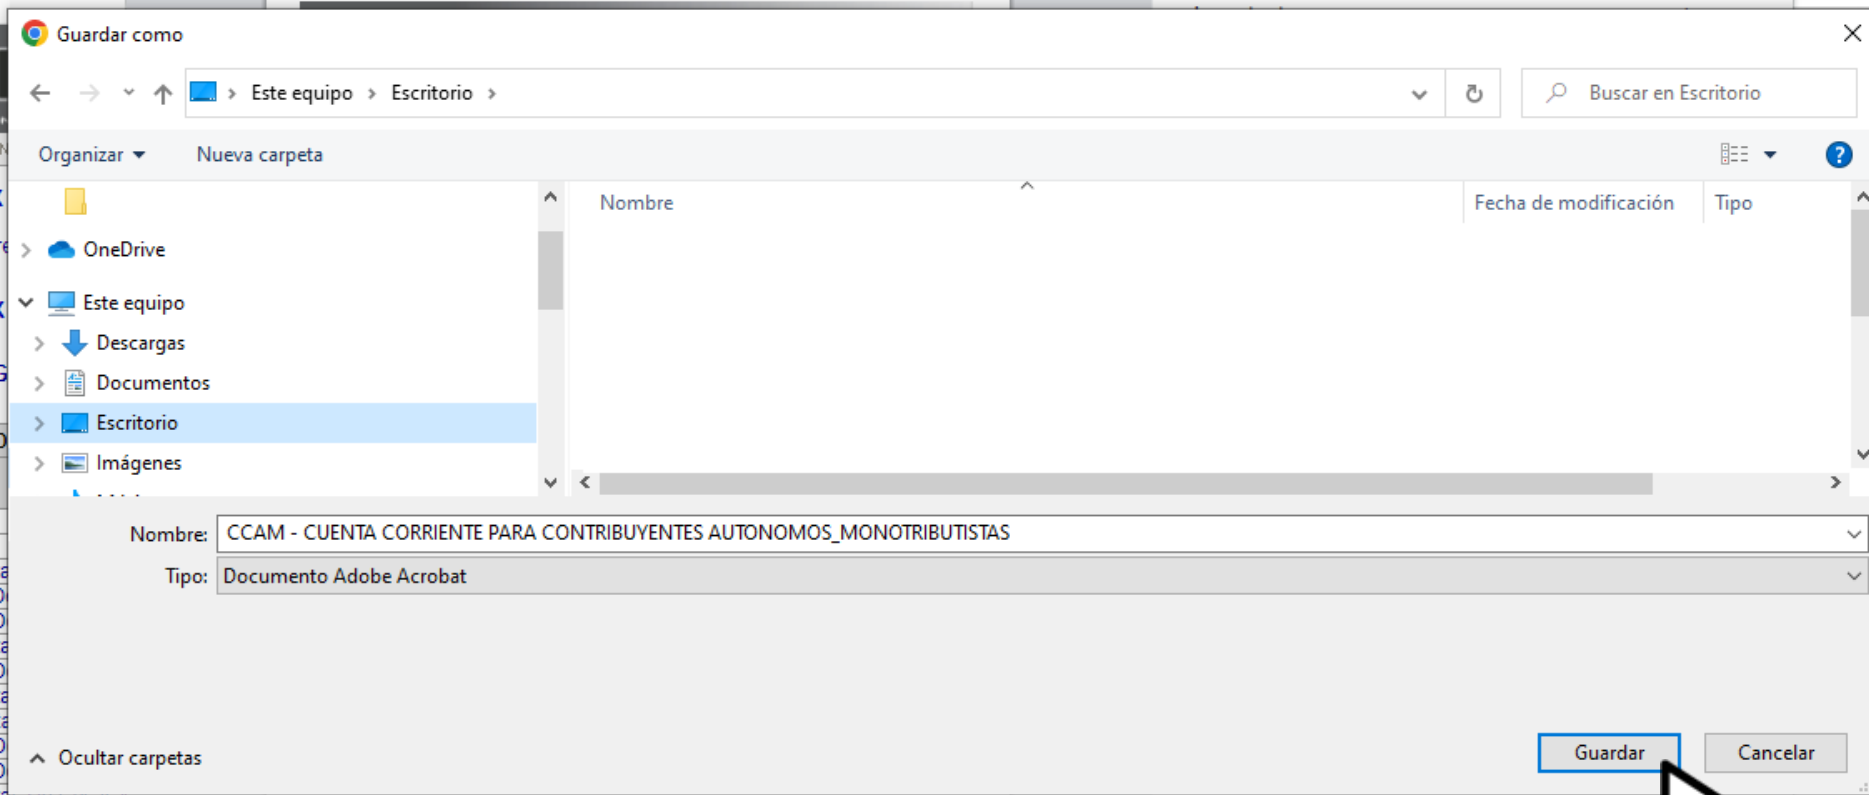 Guardar como
Este equipo › Escritorio ›
Buscar en Escritorio
Organizar
Nueva carpeta
Nombre
Fecha de modificación
Tipo
OneDrive
Este equipo
Descargas
Documentos
Escritorio
Imágenes
Nombre: CCAM - CUENTA CORRIENTE PARA CONTRIBUYENTES AUTONOMOS_MONOTRIBUTISTAS
Tipo: Documento Adobe Acrobat
Ocultar carpetas
Guardar
Cancelar